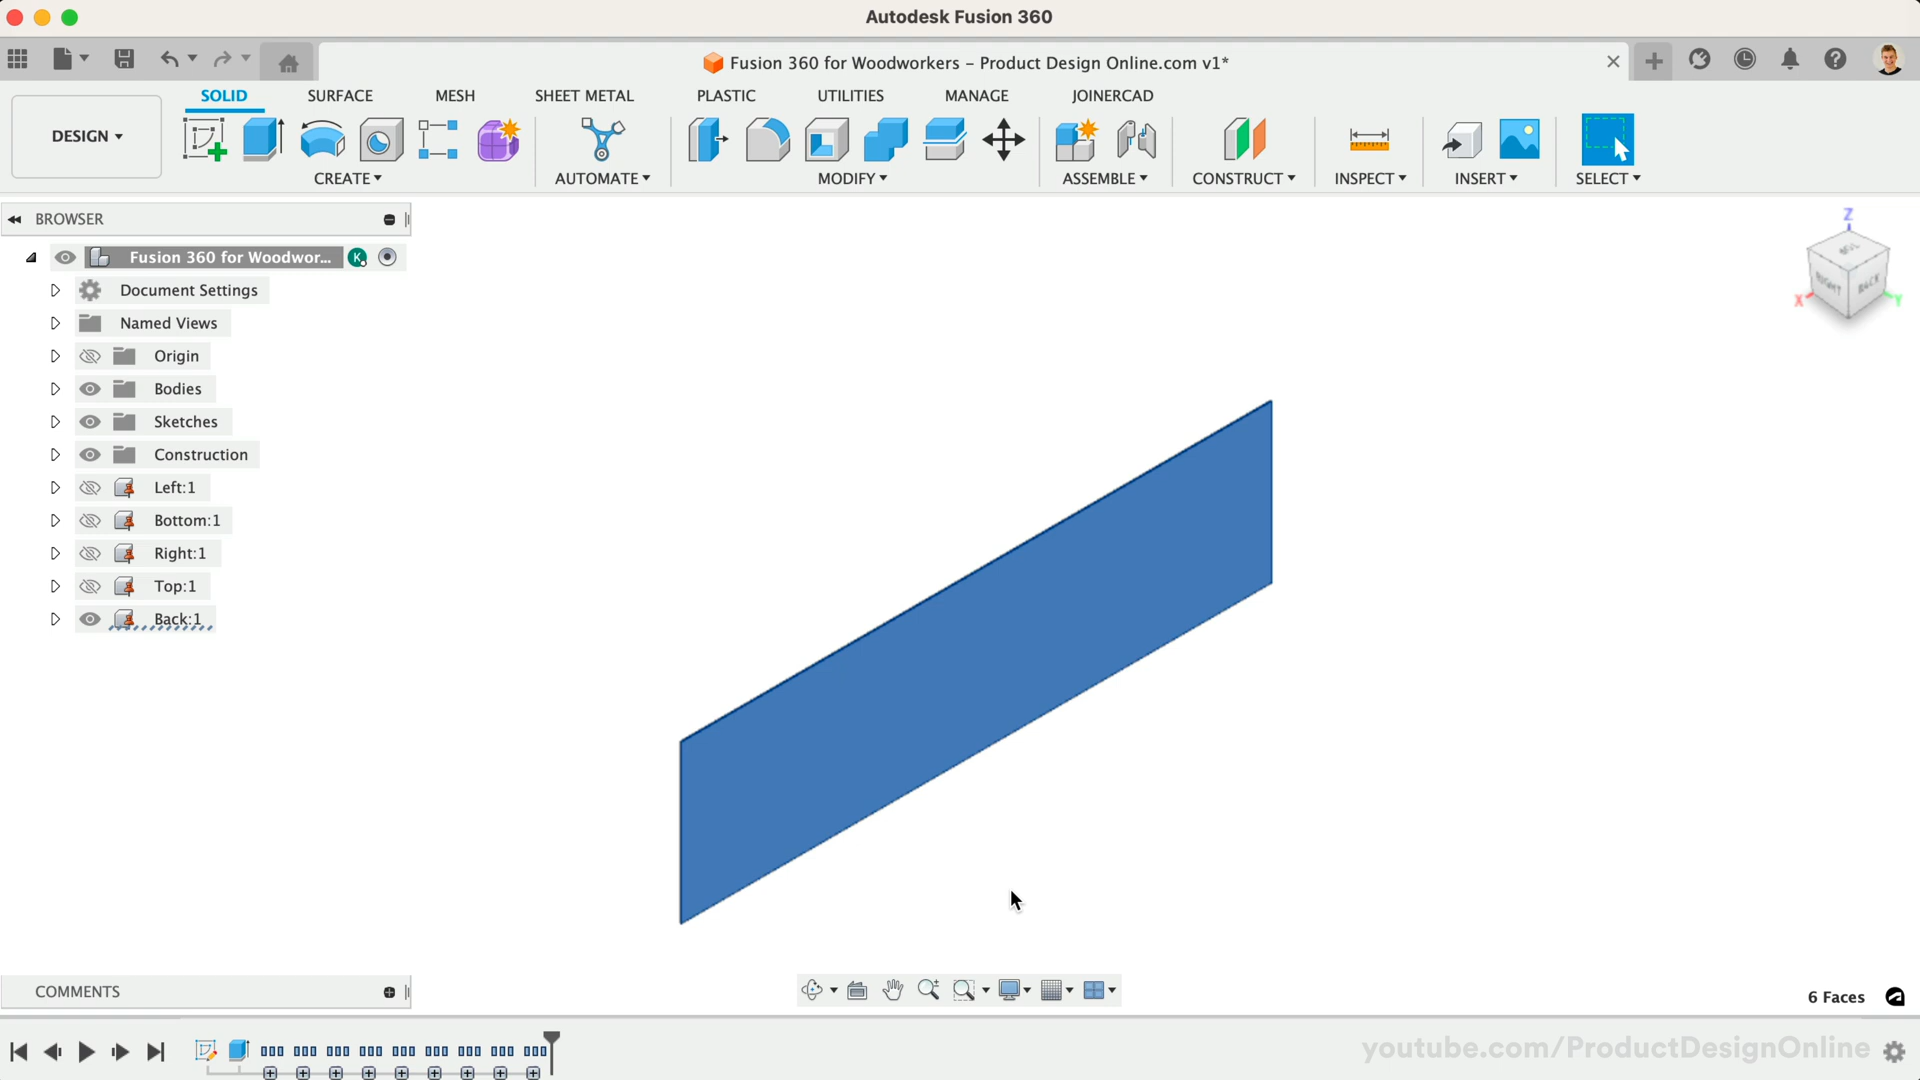 Autodesk Fusion 360
Fusion 360 for Woodworkers – Product Design Online.com v1*
SOLID SURFACE MESH SHEET METAL PLASTIC UTILITIES MANAGE JOINERCAD
DESIGN
CREATE AUTOMATE MODIFY ASSEMBLE CONSTRUCT INSPECT INSERT SELECT
BROWSER
Fusion 360 for Woodwor... K
Document Settings
Named Views
Origin
Bodies
Sketches
Construction
Left:1
Bottom:1
Right:1
Top:1
Back:1
Z
TOP
RIGHT BACK
X Y
COMMENTS
6 Faces
youtube.com/ProductDesignOnline